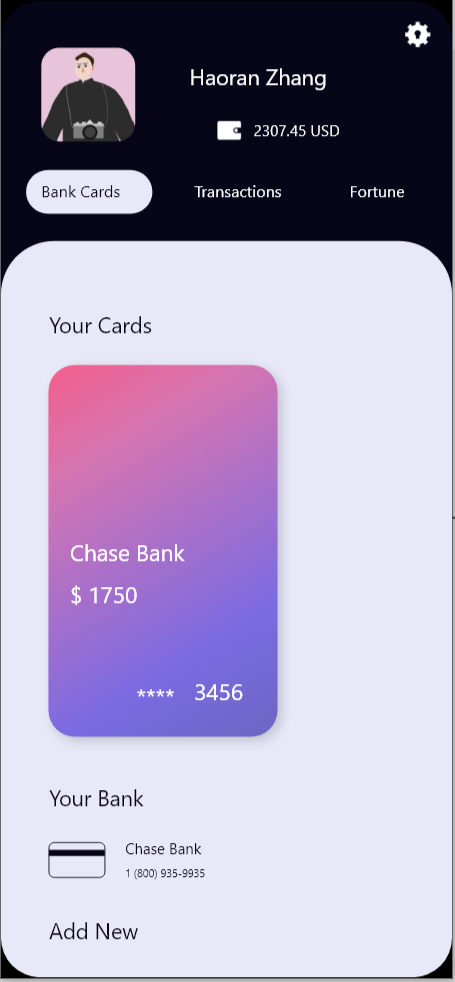 Haoran Zhang
2307.45 USD
Bank Cards Transactions Fortune
Your Cards
Chase Bank
$ 1750
**** 3456
Your Bank
Chase Bank
1 (800) 935-9935
Add New